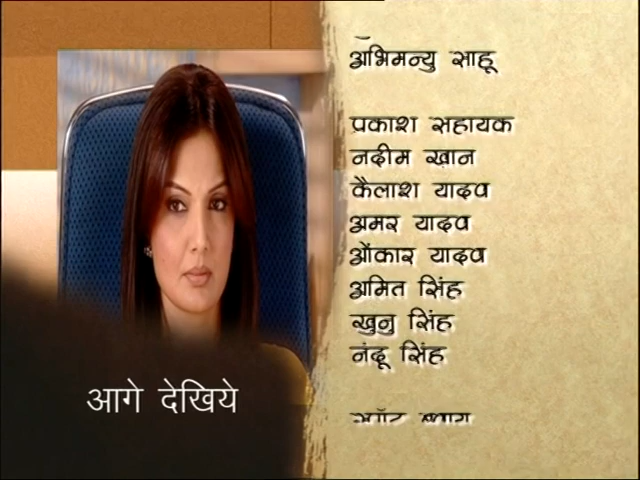 अभिमन्यु साहू
प्रकाश सहायक
नदीम खान
कैलाश यादव
अमर यादव
ओंकार यादव
अमित सिंह
खुनु सिंह
नंदू सिंह
आगे देखिये